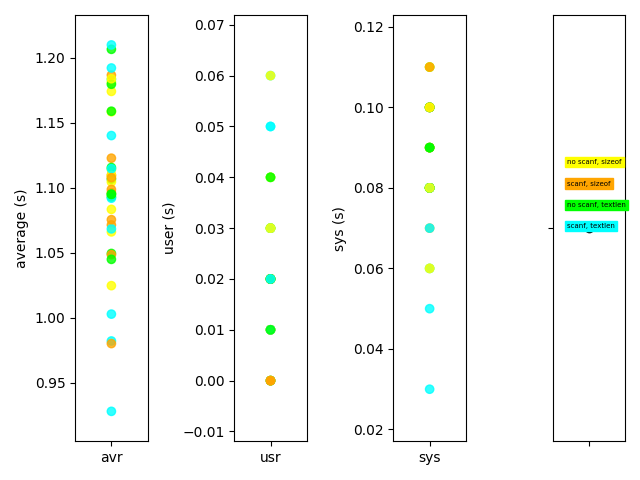 average (s)
1.20
1.15
1.10
1.05
1.00
0.95
avr
user (s)
0.07
0.06
0.05
0.04
0.03
0.02
0.01
0.00
−0.01
usr
sys (s)
0.12
0.10
0.08
0.06
0.04
0.02
sys
no scanf, sizeof
scanf, sizeof
no scanf, textlen
scanf, textlen